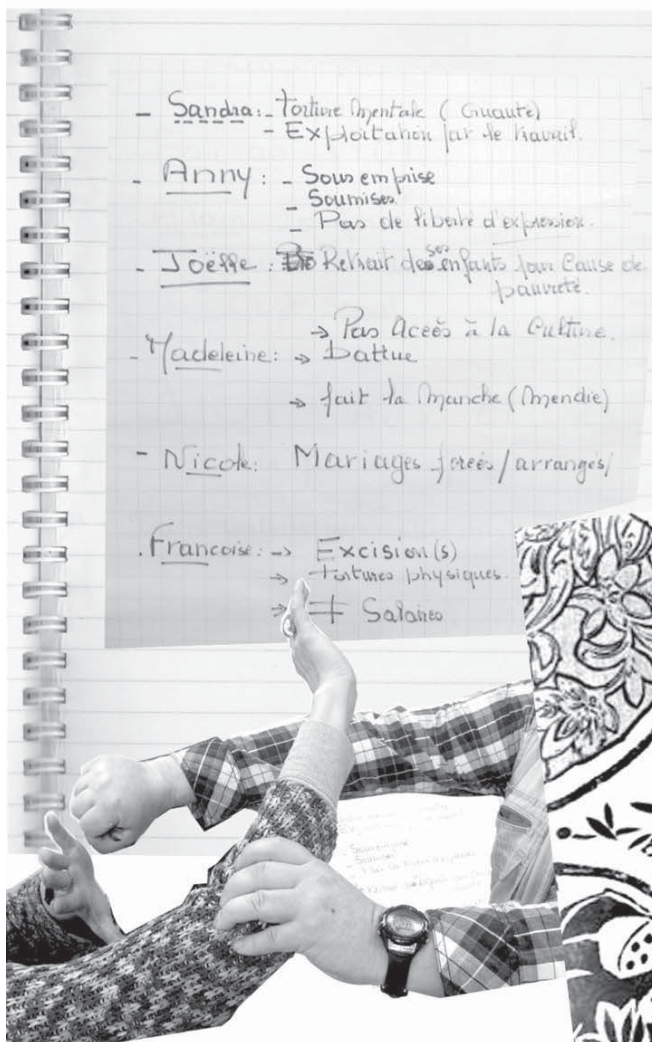 - Sandra: - Torture Mentale (Cruauté)
- Exploitation par le travail.
- Anny: - Sous emprise
- Soumises
- Pas de liberté d'expression.
- Joëlle: Retrait de ses enfants pour Cause de
pauvreté.
→ Pas Accès à la Culture.
- Madeleine: → Battue
→ fait la Manche (Mendie)
- Nicole: Mariages forcés/arrangés/
. Francoise: → Excision(s)
→ Tortures physiques.
→ ≠ Salaires